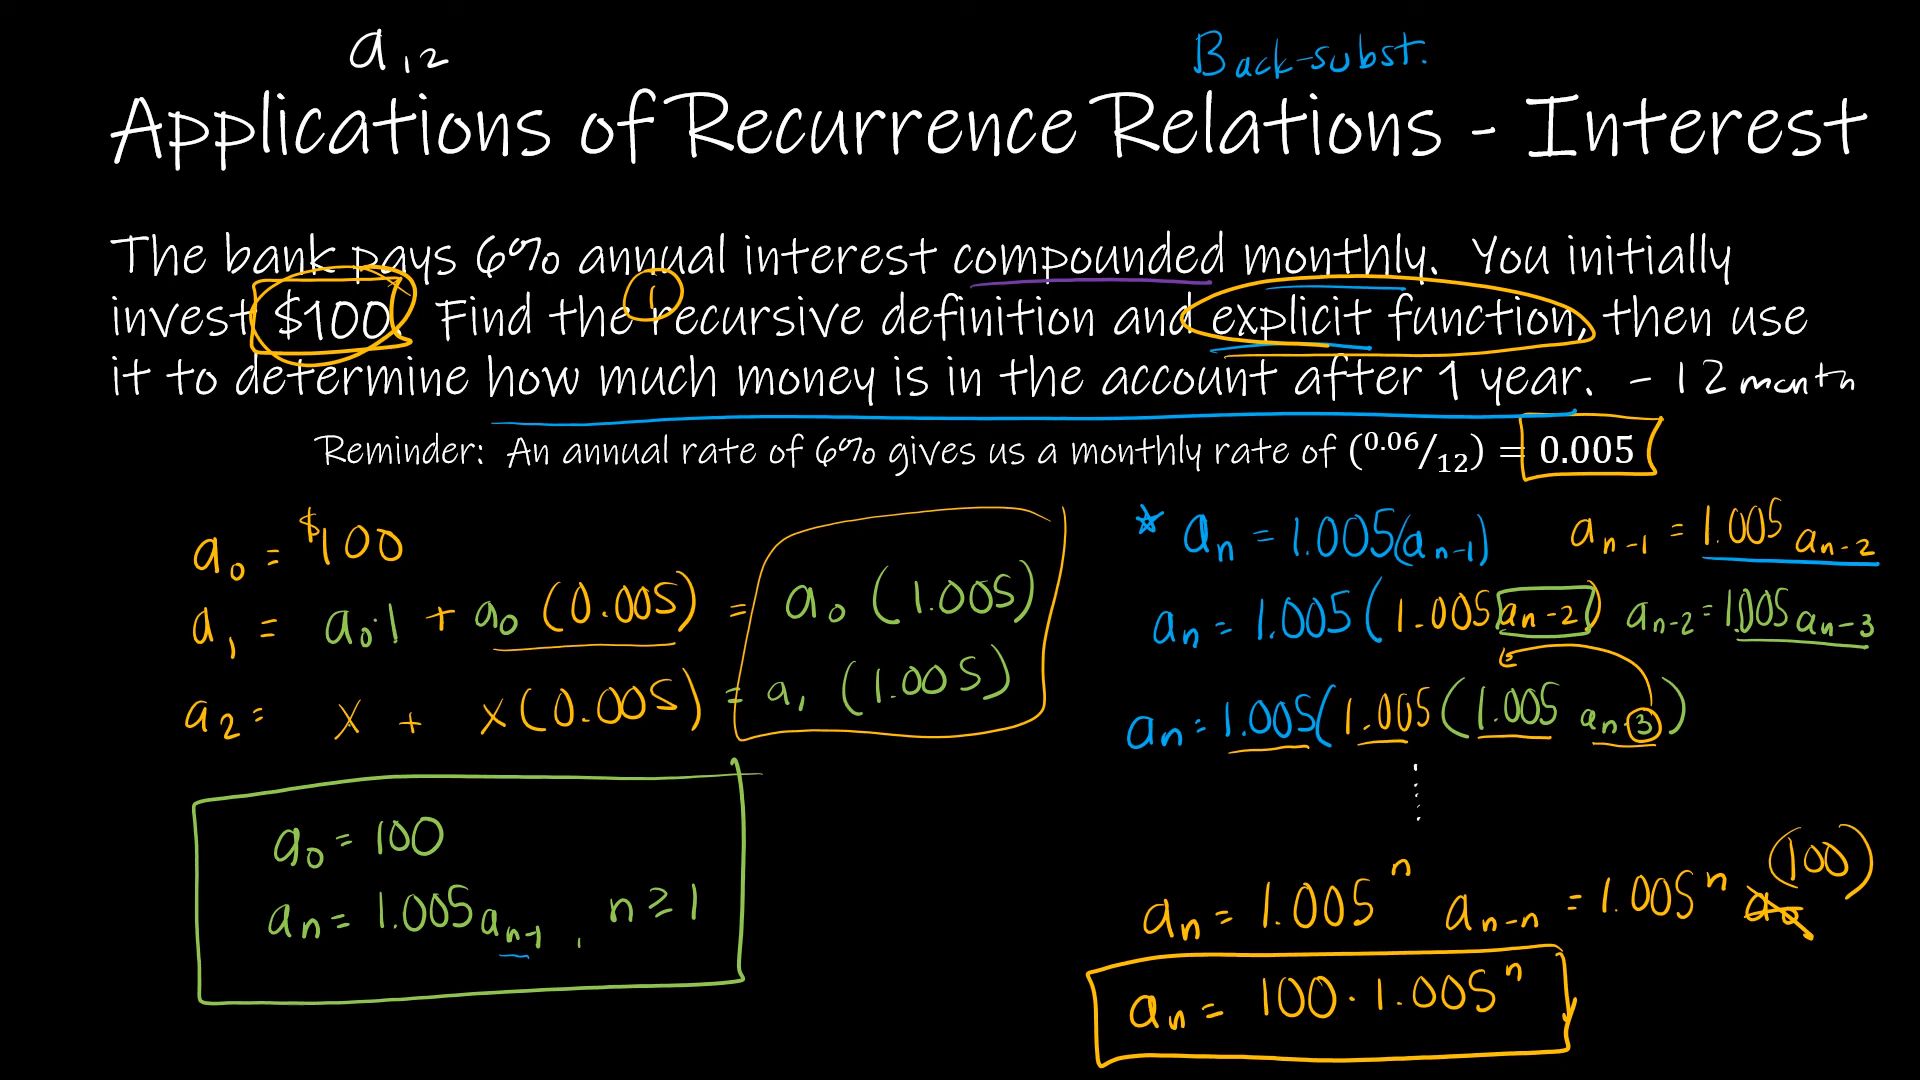 a₁₂
Back-subst.
Applications of Recurrence Relations - Interest
The bank pays 6% annual interest compounded monthly. You initially
invest $100. Find the recursive definition and explicit function, then use
it to determine how much money is in the account after 1 year. - 12 month
Reminder: An annual rate of 6% gives us a monthly rate of (0.06/12) = 0.005
a₀ = $100
a₁ = a₀·1 + a₀ (0.005) = a₀ (1.005)
a₂ = x + x(0.005) = a₁ (1.005)
a₀ = 100
aₙ = 1.005aₙ₋₁ , n ≥ 1
* aₙ = 1.005(aₙ₋₁) aₙ₋₁ = 1.005 aₙ₋₂
aₙ = 1.005(1.005 aₙ₋₂) aₙ₋₂ = 1.005 aₙ₋₃
aₙ = 1.005(1.005(1.005 aₙ₋₃)
⋮
aₙ = 1.005ⁿ aₙ₋ₙ = 1.005ⁿ a₀ (100)
aₙ = 100 · 1.005ⁿ